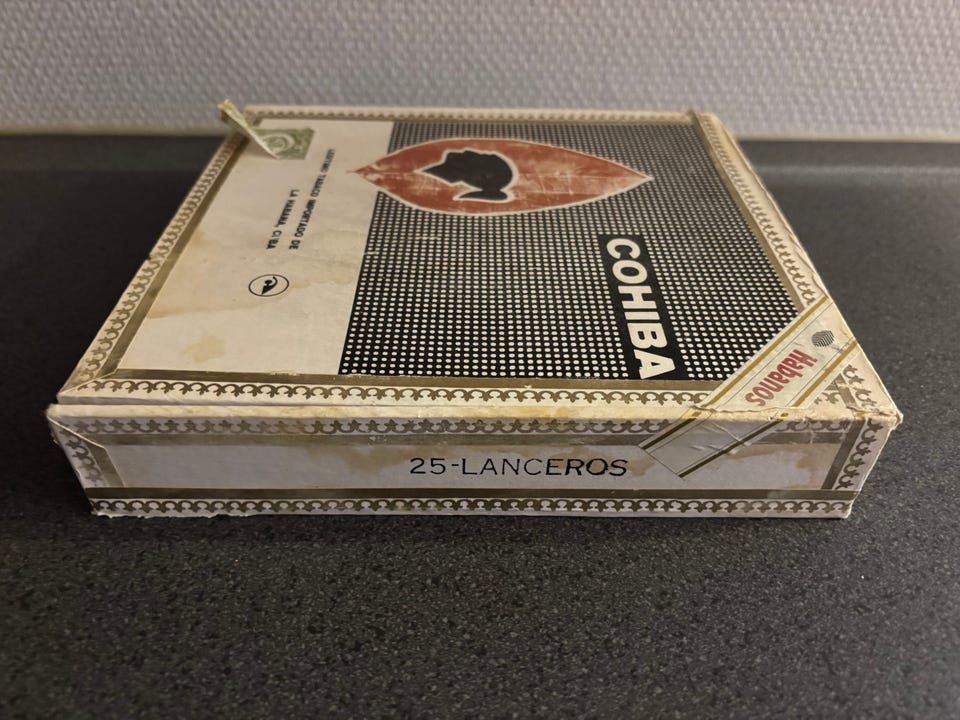 COHIBA
LEGITIMO TABACO IMPORTADO DE
LA HABANA CUBA
Habanos
25-LANCEROS